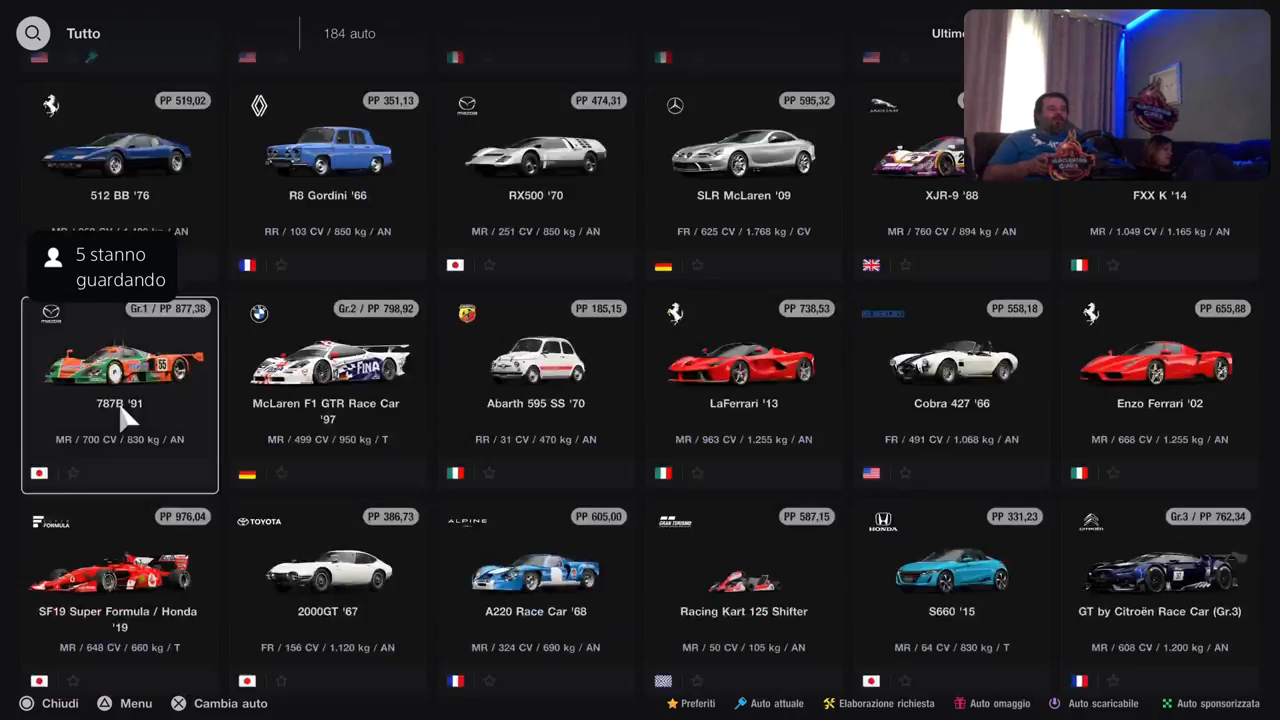 Tutto
184 auto
Ultime
PP 519,02
PP 351,13
PP 474,31
PP 595,32
mazda
JAGUAR
512 BB '76
R8 Gordini '66
RX500 '70
SLR McLaren '09
XJR-9 '88
FXX K '14
RR / 103 CV / 850 kg / AN
MR / 251 CV / 850 kg / AN
FR / 625 CV / 1.768 kg / CV
MR / 760 CV / 894 kg / AN
MR / 1.049 CV / 1.165 kg / AN
5 stanno
guardando
Gr.1 / PP 877,38
Gr.2 / PP 798,92
PP 185,15
PP 738,53
PP 558,18
PP 655,88
mazda
787B '91
McLaren F1 GTR Race Car
'97
Abarth 595 SS '70
LaFerrari '13
Cobra 427 '66
Enzo Ferrari '02
MR / 700 CV / 830 kg / AN
MR / 499 CV / 950 kg / T
RR / 31 CV / 470 kg / AN
MR / 963 CV / 1.255 kg / AN
FR / 491 CV / 1.068 kg / AN
MR / 668 CV / 1.255 kg / AN
PP 976,04
PP 386,73
PP 605,00
PP 587,15
PP 331,23
Gr.3 / PP 762,34
FORMULA
TOYOTA
ALPINE
GRAN TURISMO
HONDA
CITROËN
SF19 Super Formula / Honda
'19
2000GT '67
A220 Race Car '68
Racing Kart 125 Shifter
S660 '15
GT by Citroën Race Car (Gr.3)
MR / 648 CV / 660 kg / T
FR / 156 CV / 1.120 kg / AN
MR / 324 CV / 690 kg / AN
MR / 50 CV / 105 kg / AN
MR / 64 CV / 830 kg / T
MR / 608 CV / 1.200 kg / AN
Chiudi
Menu
Cambia auto
Preferiti
Auto attuale
Elaborazione richiesta
Auto omaggio
Auto scaricabile
Auto sponsorizzata